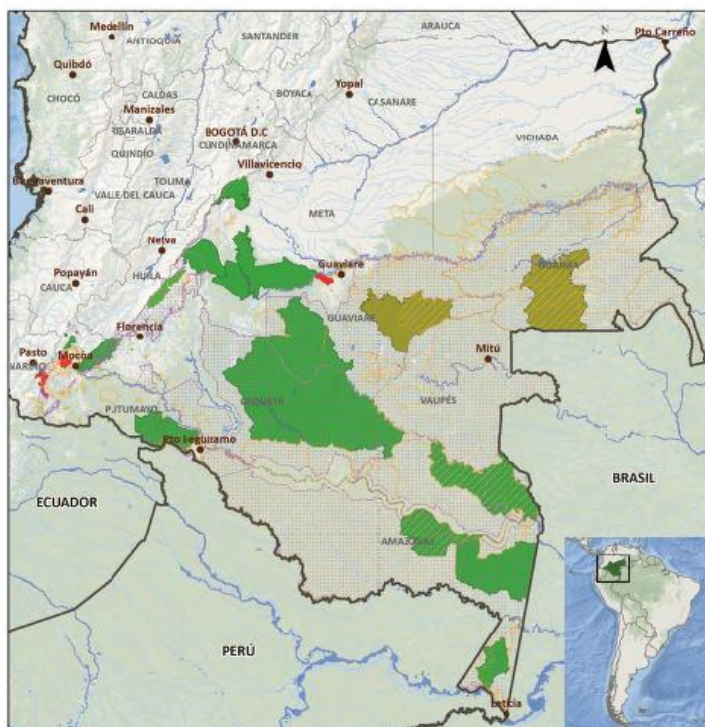 ARAUCA
Medellín
SANTANDER
Pto Carreño
N
ANTIOQUIA
Quibdó
BOYACA
Yopal
CHOCÓ
CALDAS
CASANARE
Manizales
RISARALDA
BOGOTÁ D.C
VICHADA
CUNDINAMARCA
QUINDÍO
Villavicencio
TOLIMA
Buenaventura
VALLE DEL CAUCA
META
Cali
Neiva
Guaviare
GUAINÍA
Popayán
HUILA
CAUCA
GUAVIARE
Florencia
Pasto
Mitú
Mocoa
NARIÑO
CAQUETÁ
VAUPÉS
PUTUMAYO
Pto Leguízamo
BRASIL
ECUADOR
AMAZONAS
PERÚ
Leticia